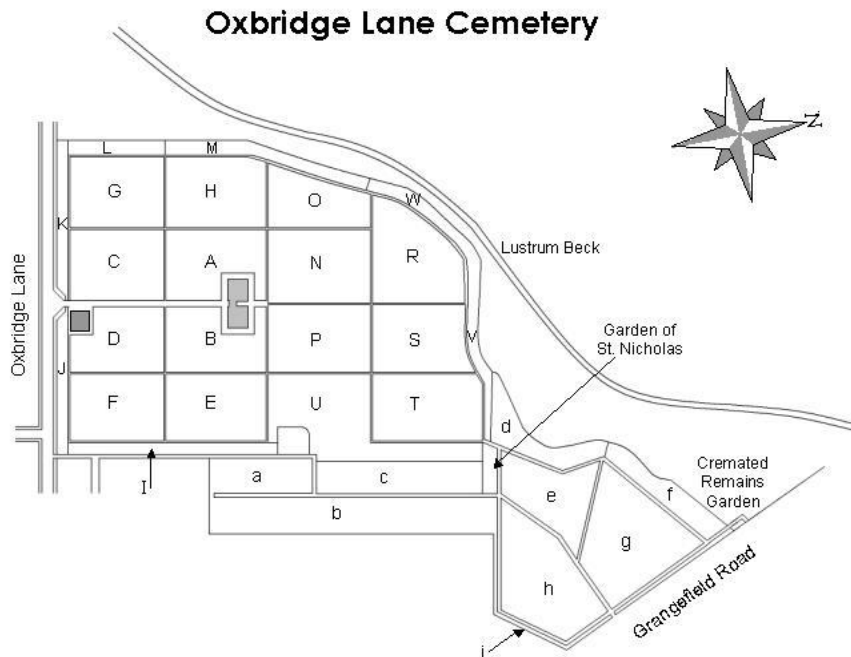 Oxbridge Lane Cemetery
N
L
M
G
H
O
W
K
C
A
N
R
Lustrum Beck
Oxbridge Lane
D
B
P
S
V
Garden of
St. Nicholas
J
F
E
U
T
d
I
a
c
e
f
Cremated
Remains
Garden
b
g
h
Grangefield Road
i